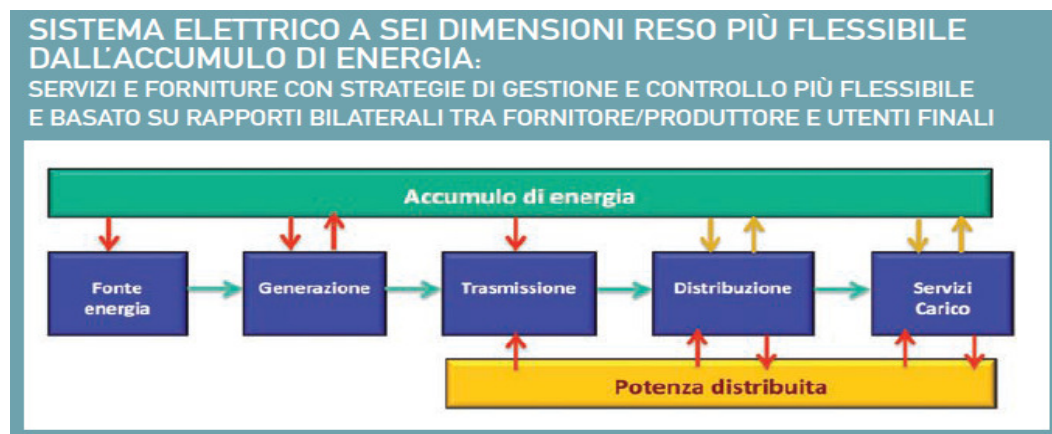 SISTEMA ELETTRICO A SEI DIMENSIONI RESO PIÙ FLESSIBILE
DALL'ACCUMULO DI ENERGIA:
SERVIZI E FORNITURE CON STRATEGIE DI GESTIONE E CONTROLLO PIÙ FLESSIBILE
E BASATO SU RAPPORTI BILATERALI TRA FORNITORE/PRODUTTORE E UTENTI FINALI
Accumulo di energia
Fonte
energia
Generazione
Trasmissione
Distribuzione
Servizi
Carico
Potenza distribuita